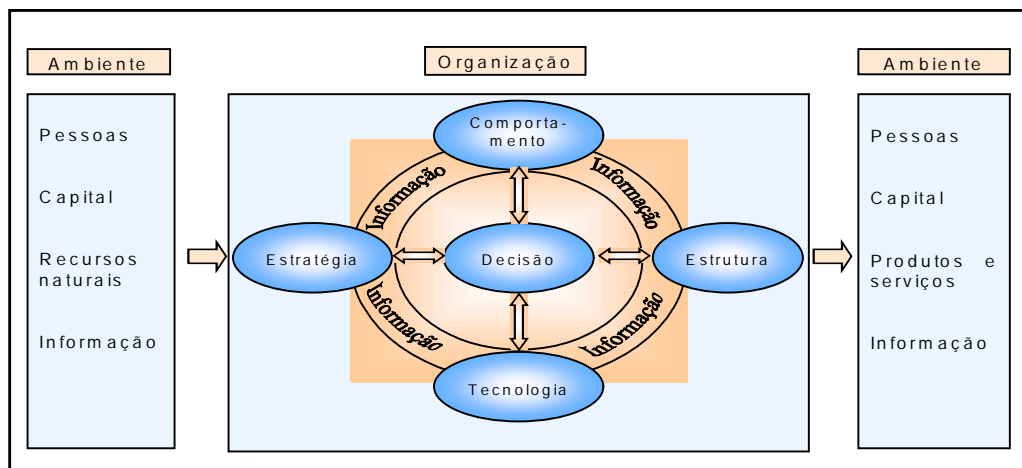 Ambiente
Organização
Ambiente
Pessoas
Capital
Recursos
naturais
Informação
Comporta-
mento
Informação
Informação
Estratégia
Decisão
Estrutura
Informação
Informação
Tecnologia
Pessoas
Capital
Produtos e
serviços
Informação